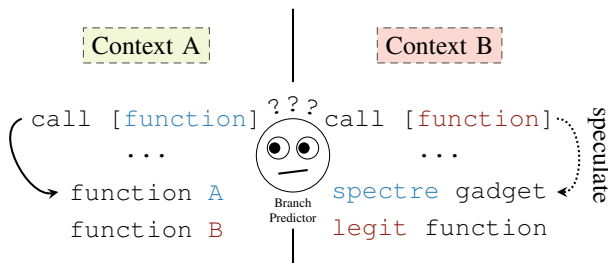 Context A
Context B
? ? ?
call [function]
call [function]
...
...
speculate
function A
spectre gadget
Branch
Predictor
function B
legit function